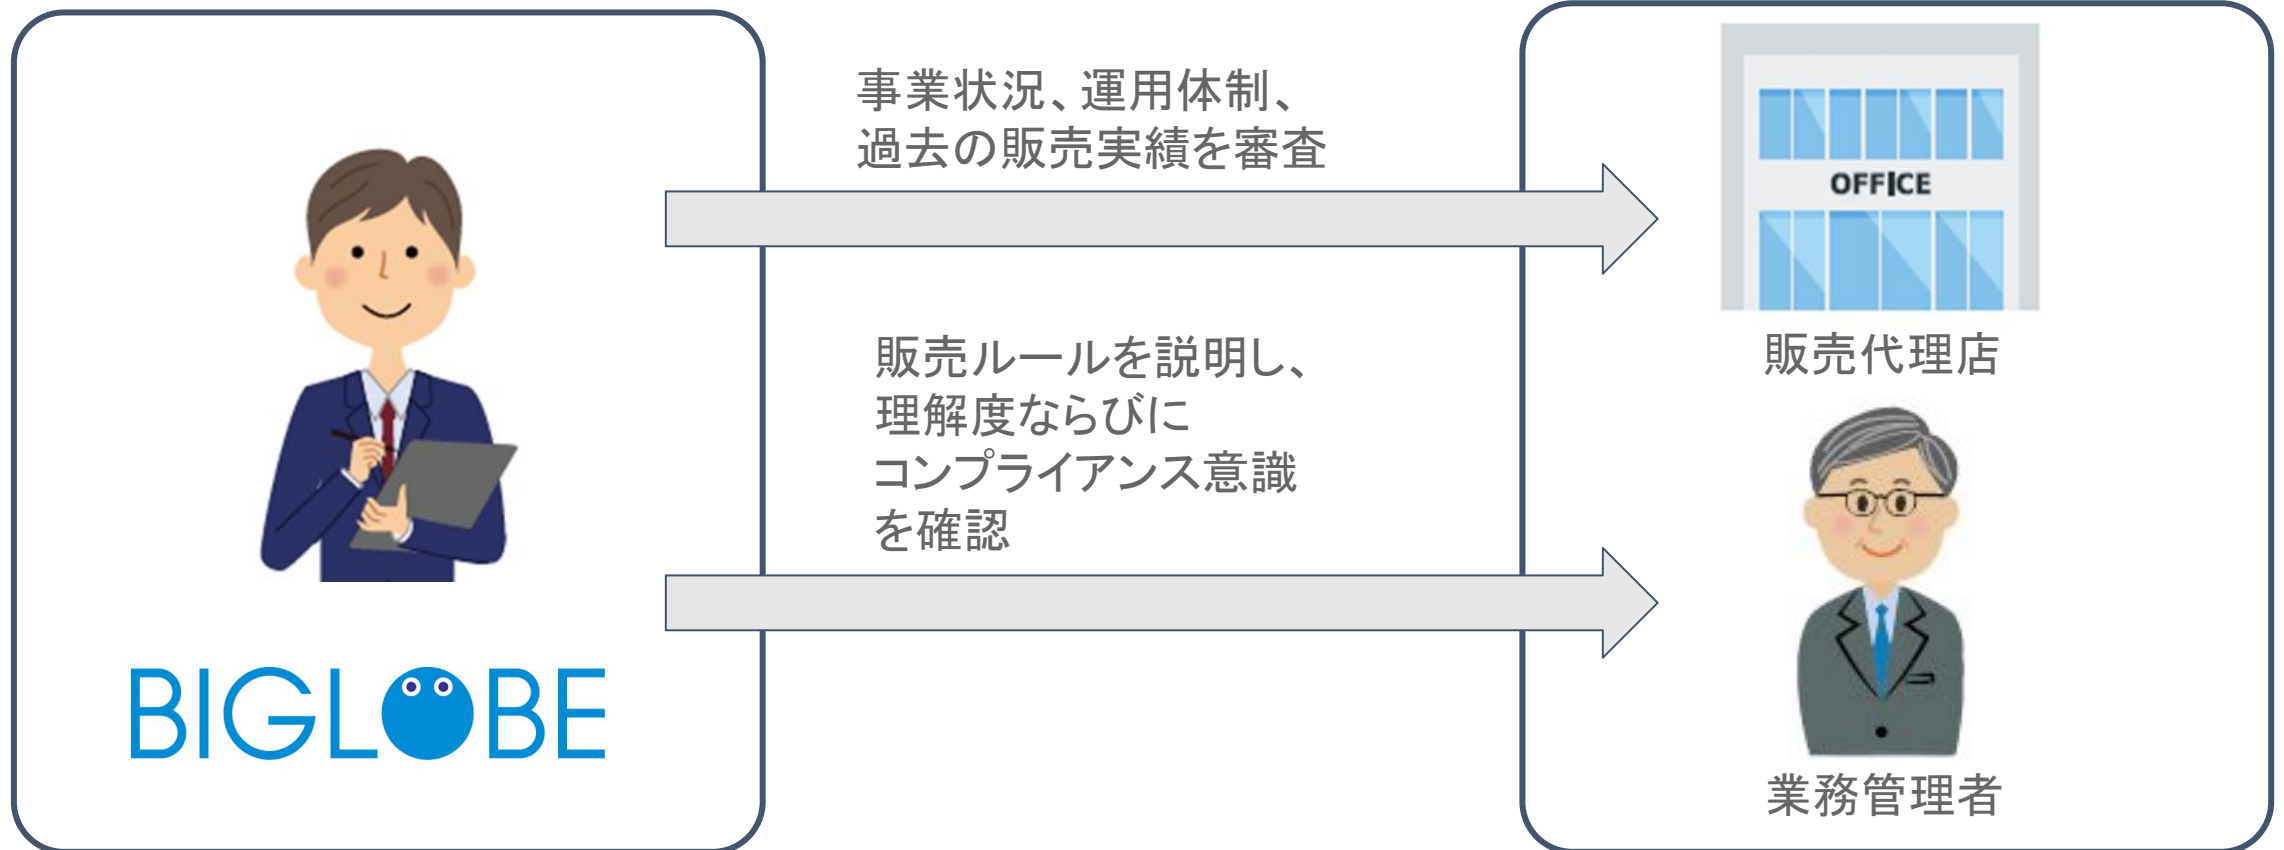 事業状況、運用体制、
過去の販売実績を審査
OFFICE
販売代理店
販売ルールを説明し、
理解度ならびに
コンプライアンス意識
を確認
BIGLOBE
業務管理者